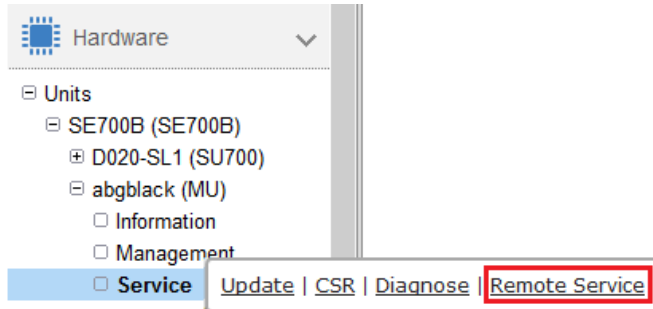 Hardware
Units
SE700B (SE700B)
D020-SL1 (SU700)
abgblack (MU)
Information
Management
Service Update | CSR | Diagnose | Remote Service